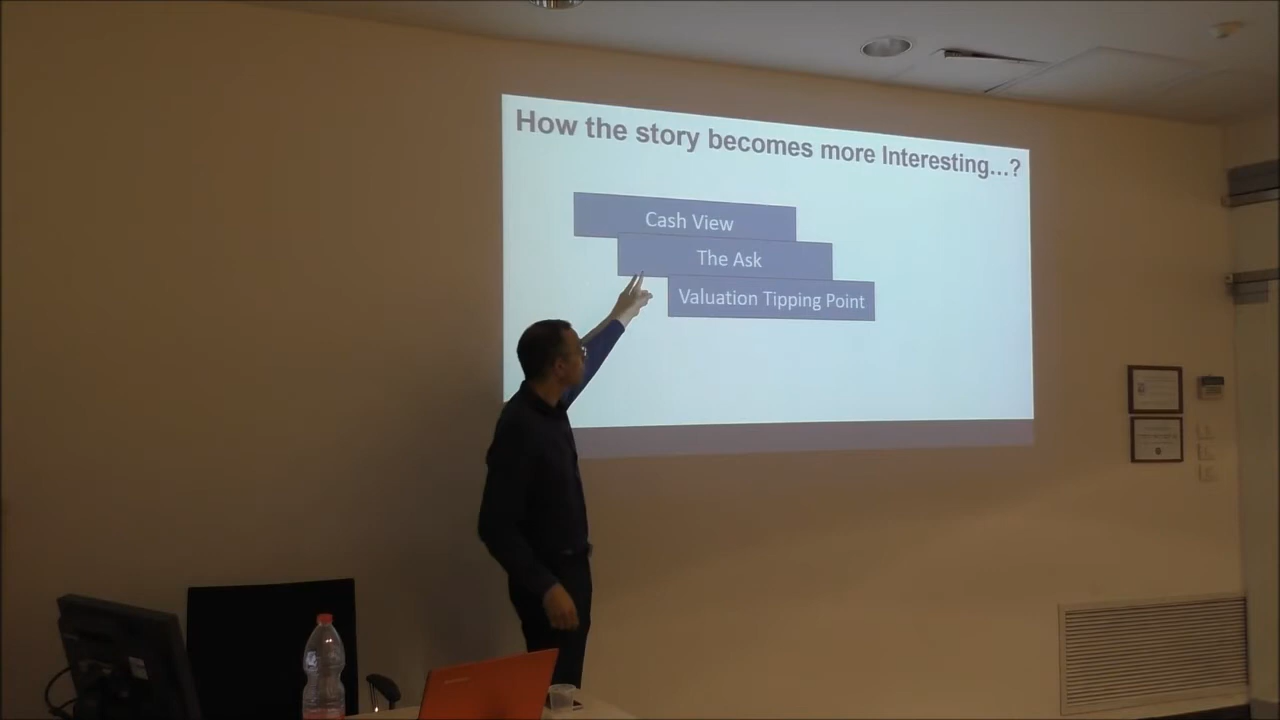 How the story becomes more Interesting...?
Cash View
The Ask
Valuation Tipping Point